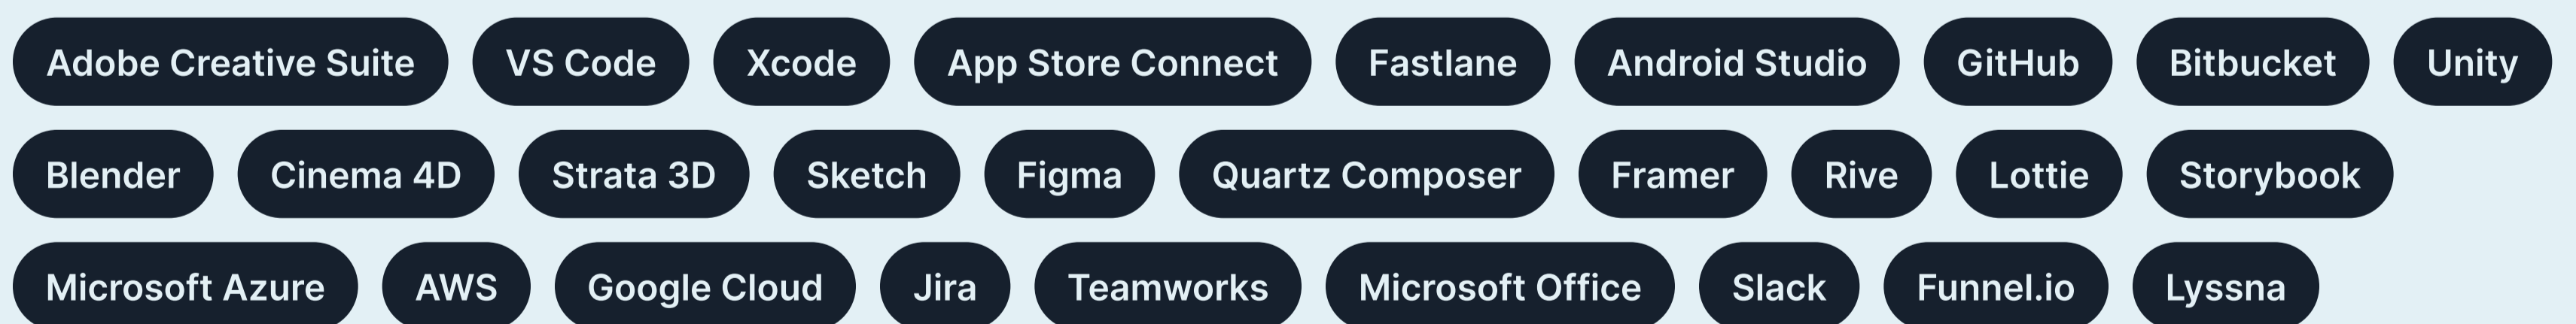 Adobe Creative Suite VS Code Xcode App Store Connect Fastlane Android Studio GitHub Bitbucket Unity
Blender Cinema 4D Strata 3D Sketch Figma Quartz Composer Framer Rive Lottie Storybook
Microsoft Azure AWS Google Cloud Jira Teamworks Microsoft Office Slack Funnel.io Lyssna